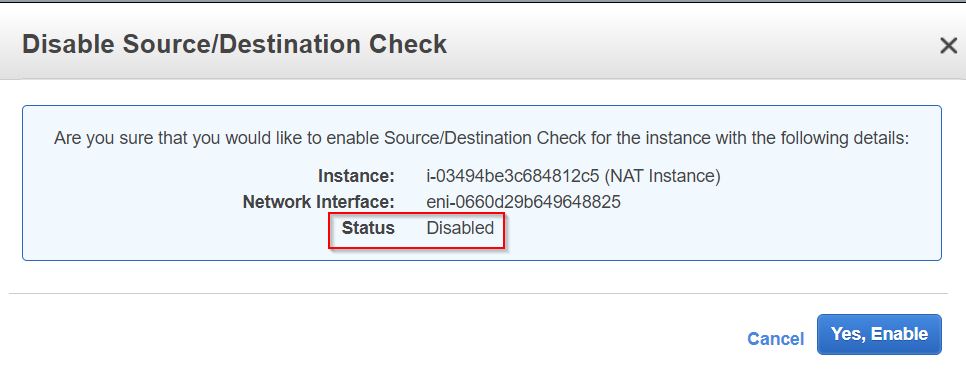 Disable Source/Destination Check
Are you sure that you would like to enable Source/Destination Check for the instance with the following details:
Instance: i-03494be3c684812c5 (NAT Instance)
Network Interface: eni-0660d29b649648825
Status Disabled
Cancel Yes, Enable